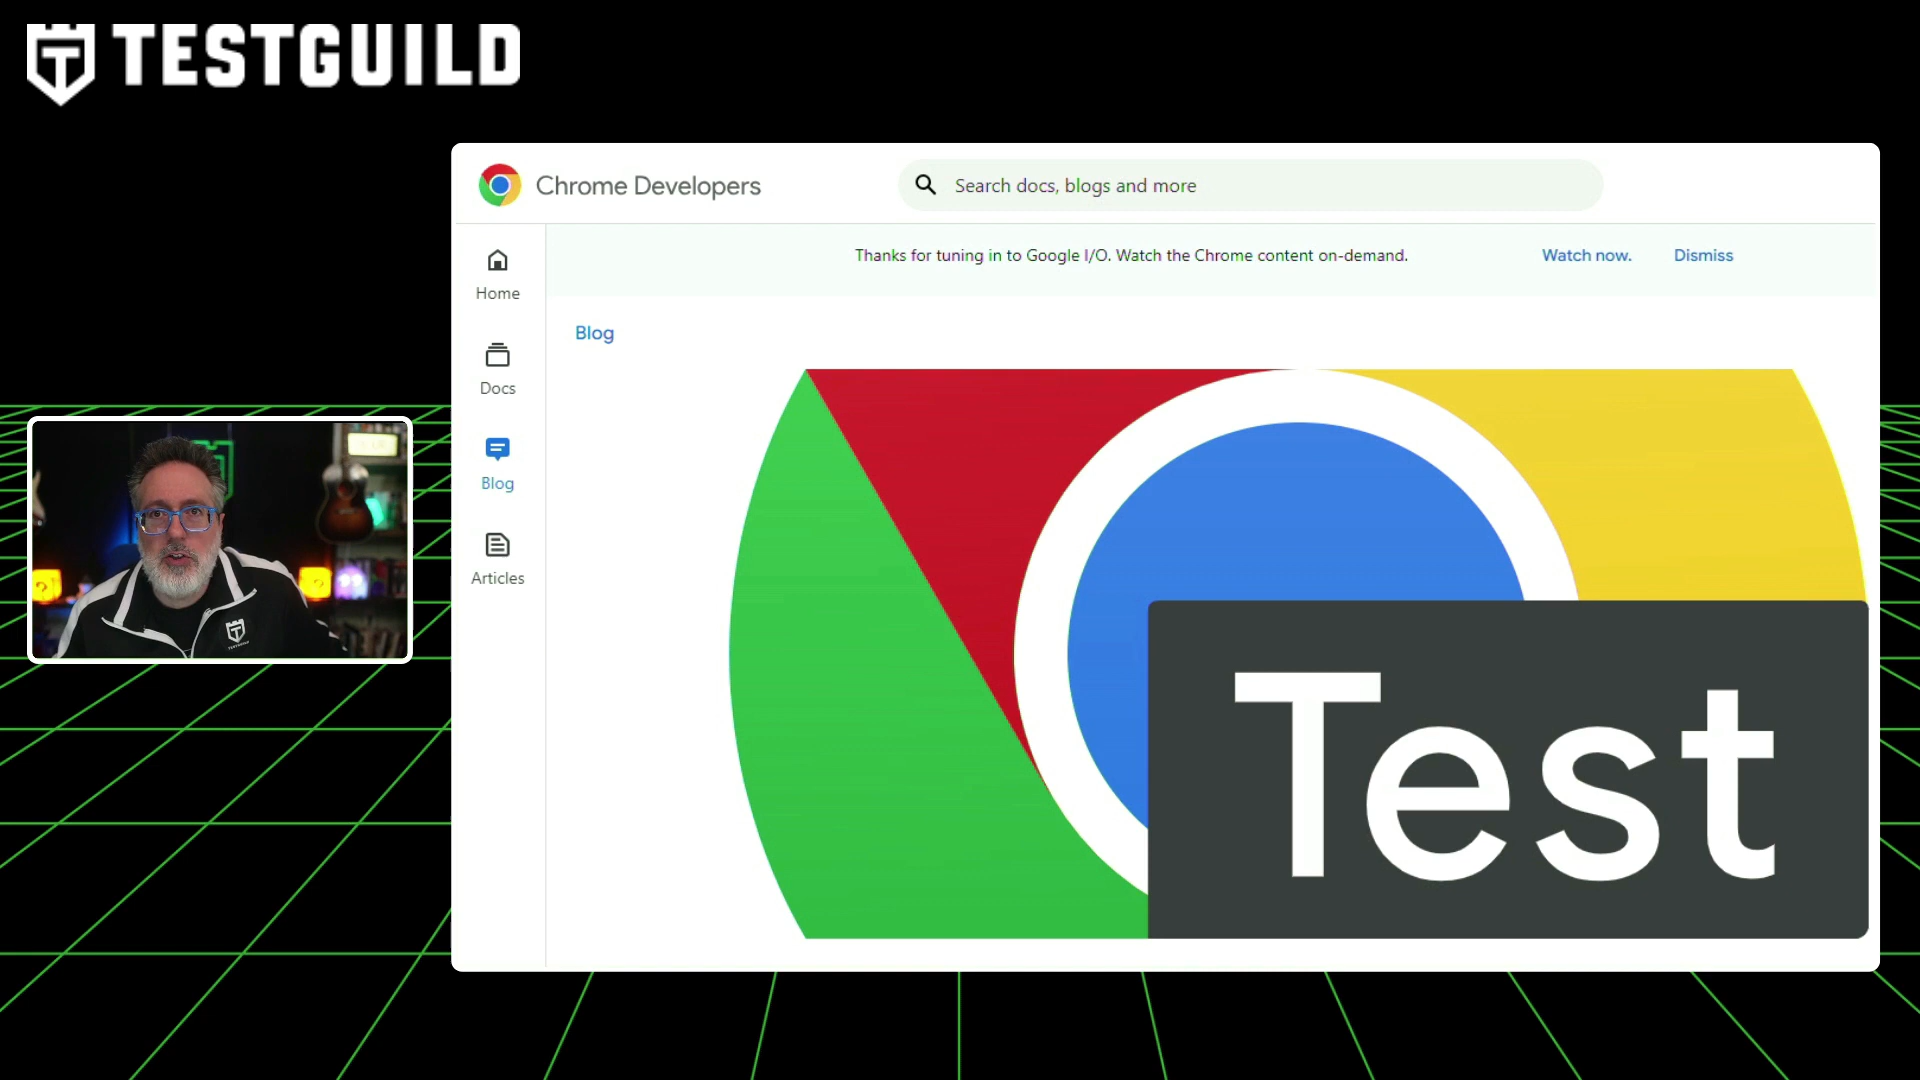 TESTGUILD
Chrome Developers
Search docs, blogs and more
Thanks for tuning in to Google I/O. Watch the Chrome content on-demand.
Watch now.
Dismiss
Home
Docs
Blog
Articles
Blog
Test